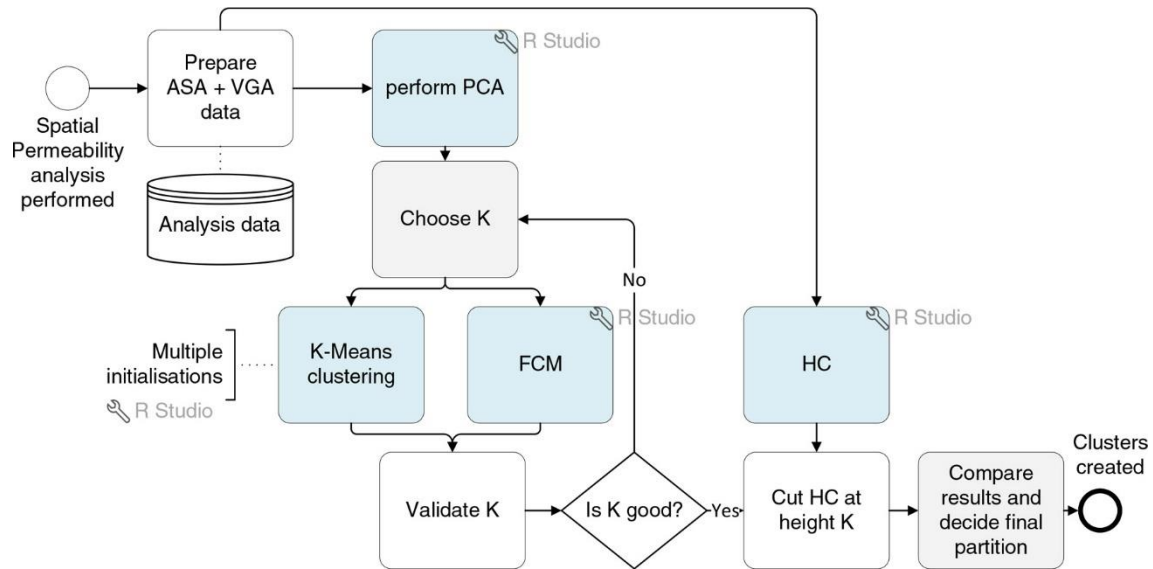 Spatial
Permeability
analysis
performed
Prepare
ASA + VGA
data
Analysis data
R Studio
perform PCA
Choose K
No
Multiple
initialisations
R Studio
K-Means
clustering
R Studio
FCM
R Studio
HC
Validate K
Is K good?
Yes
Cut HC at
height K
Compare
results and
decide final
partition
Clusters
created